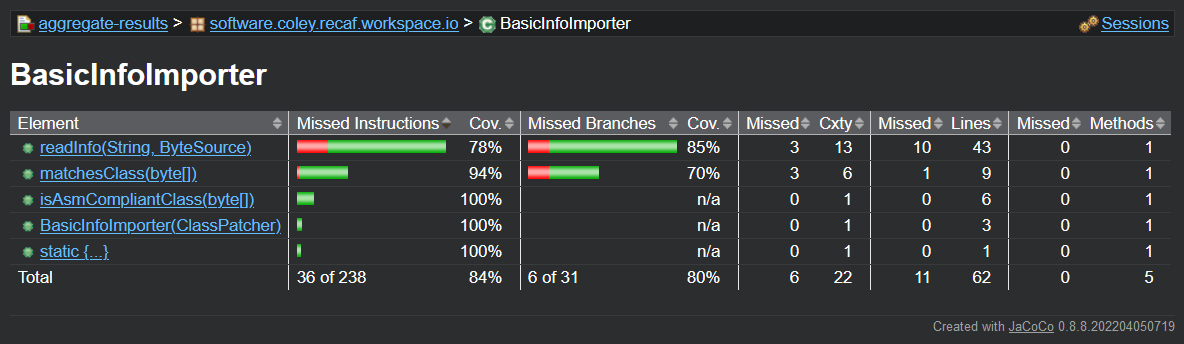 aggregate-results > software.coley.recaf.workspace.io > BasicInfoImporter Sessions
BasicInfoImporter
Element Missed Instructions Cov. Missed Branches Cov. Missed Cxty Missed Lines Missed Methods
readInfo(String, ByteSource) 78% 85% 3 13 10 43 0 1
matchesClass(byte[]) 94% 70% 3 6 1 9 0 1
isAsmCompliantClass(byte[]) 100% n/a 0 1 0 6 0 1
BasicInfoImporter(ClassPatcher) 100% n/a 0 1 0 3 0 1
static {...} 100% n/a 0 1 0 1 0 1
Total 36 of 238 84% 6 of 31 80% 6 22 11 62 0 5
Created with JaCoCo 0.8.8.202204050719